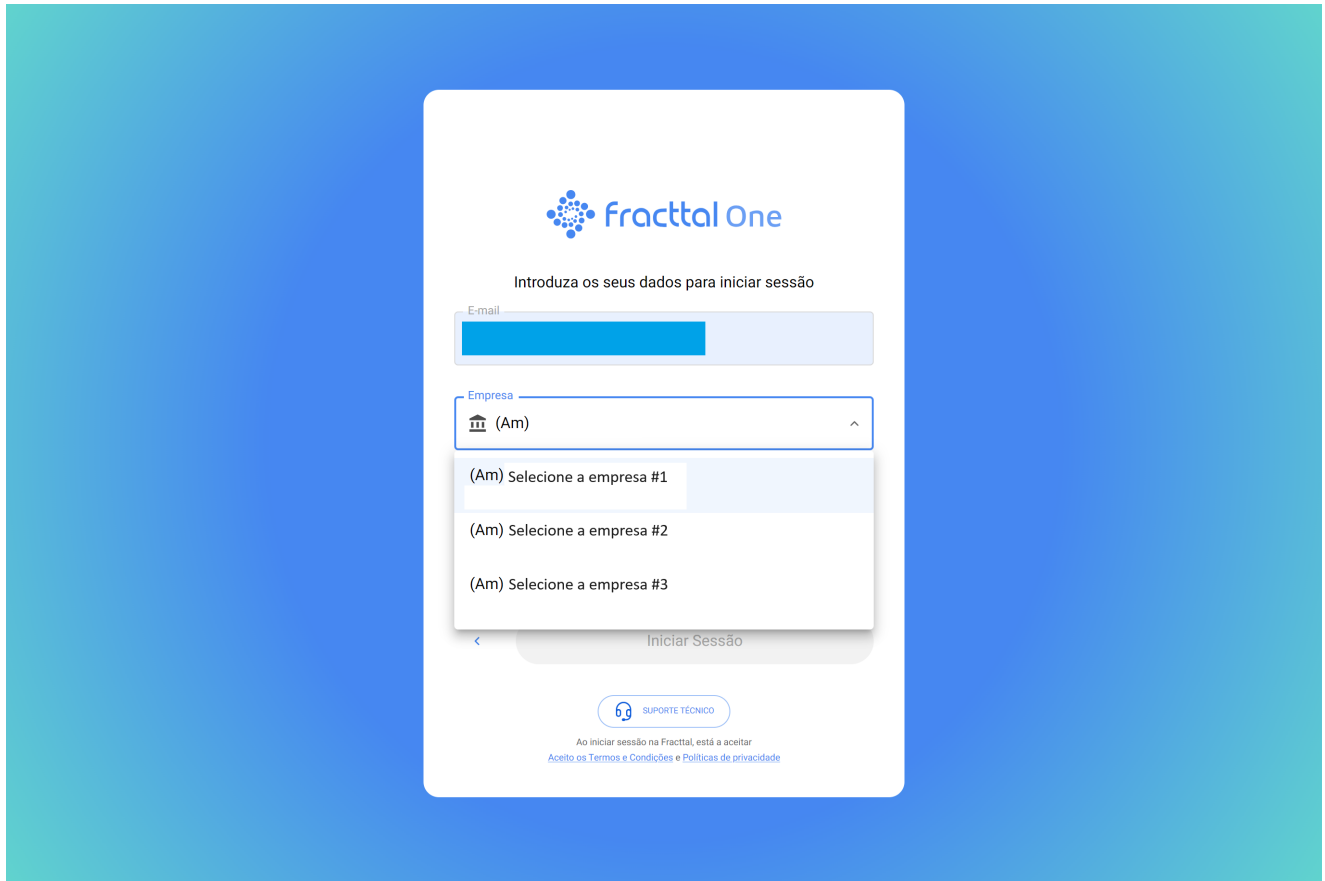 fracttal One
Introduza os seus dados para iniciar sessão
E-mail
Empresa
(Am)
(Am) Selecione a empresa #1
(Am) Selecione a empresa #2
(Am) Selecione a empresa #3
Iniciar Sessão
SUPORTE TÉCNICO
Ao iniciar sessão na Fracttal, está a aceitar
Aceito os Termos e Condições e Políticas de privacidade